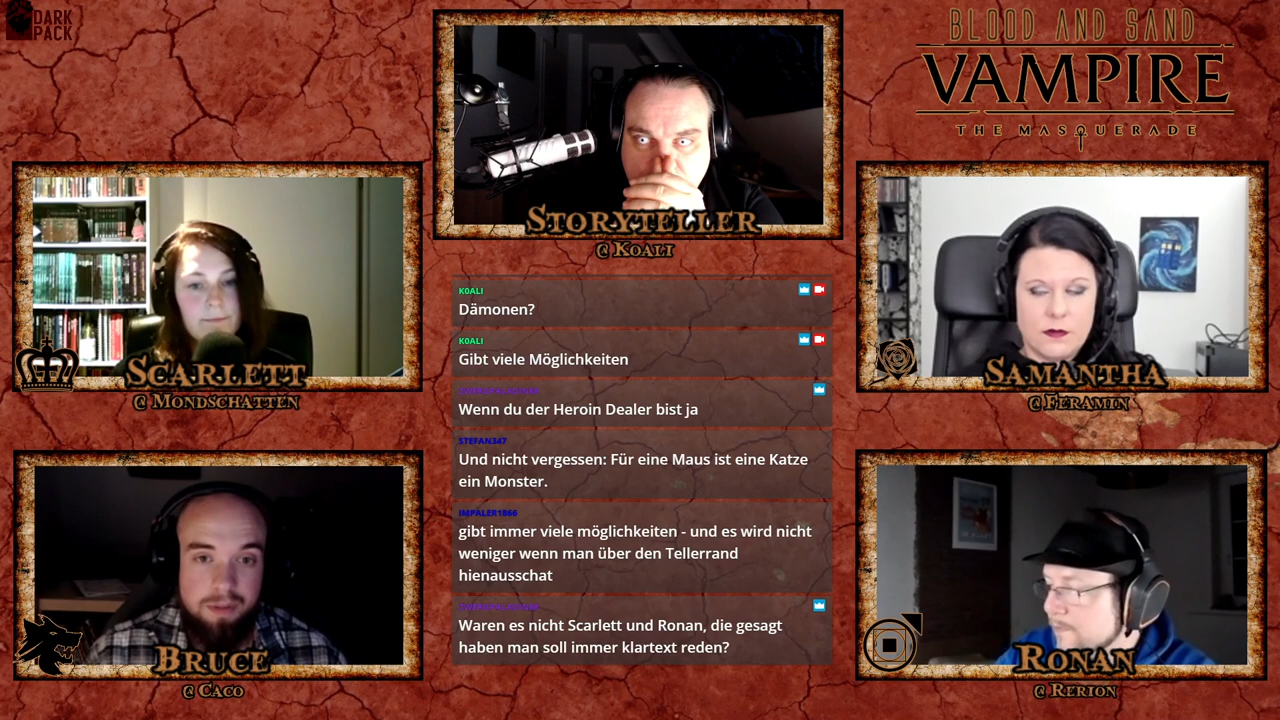 DARK
PACK
BLOOD AND SAND
VAMPIRE
THE MASQUERADE
STORYTELLER
@ KOALI
SCARLETT
@ MONDSCHATTEN
SAMANTHA
@ FERAMIN
BRUCE
@ CACO
RONAN
@ RERION
K0ALI
Dämonen?
K0ALI
Gibt viele Möglichkeiten
Wenn du der Heroin Dealer bist ja
STEFAN347
Und nicht vergessen: Für eine Maus ist eine Katze
ein Monster.
IMPALER1866
gibt immer viele möglichkeiten - und es wird nicht
weniger wenn man über den Tellerrand
hienausschat
Waren es nicht Scarlett und Ronan, die gesagt
haben man soll immer klartext reden?